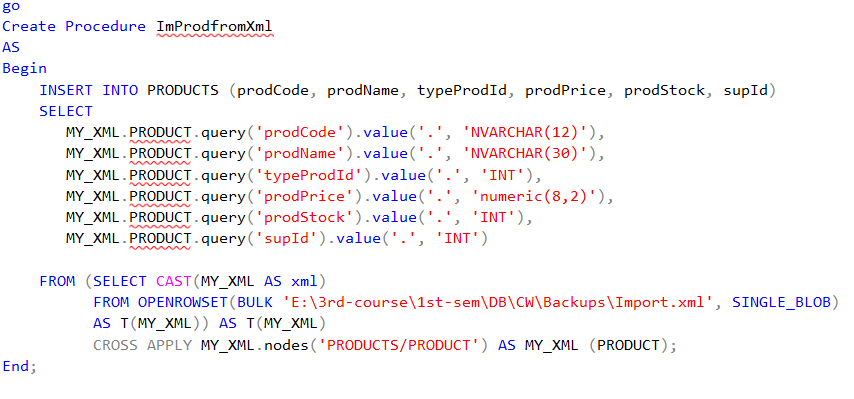 go
Create Procedure ImProdfromXml
AS
Begin
    INSERT INTO PRODUCTS (prodCode, prodName, typeProdId, prodPrice, prodStock, supId)
    SELECT
       MY_XML.PRODUCT.query('prodCode').value('.', 'NVARCHAR(12)'),
       MY_XML.PRODUCT.query('prodName').value('.', 'NVARCHAR(30)'),
       MY_XML.PRODUCT.query('typeProdId').value('.', 'INT'),
       MY_XML.PRODUCT.query('prodPrice').value('.', 'numeric(8,2)'),
       MY_XML.PRODUCT.query('prodStock').value('.', 'INT'),
       MY_XML.PRODUCT.query('supId').value('.', 'INT')
    FROM (SELECT CAST(MY_XML AS xml)
          FROM OPENROWSET(BULK 'E:\3rd-course\1st-sem\DB\CW\Backups\Import.xml', SINGLE_BLOB)
          AS T(MY_XML)) AS T(MY_XML)
          CROSS APPLY MY_XML.nodes('PRODUCTS/PRODUCT') AS MY_XML (PRODUCT);
End;